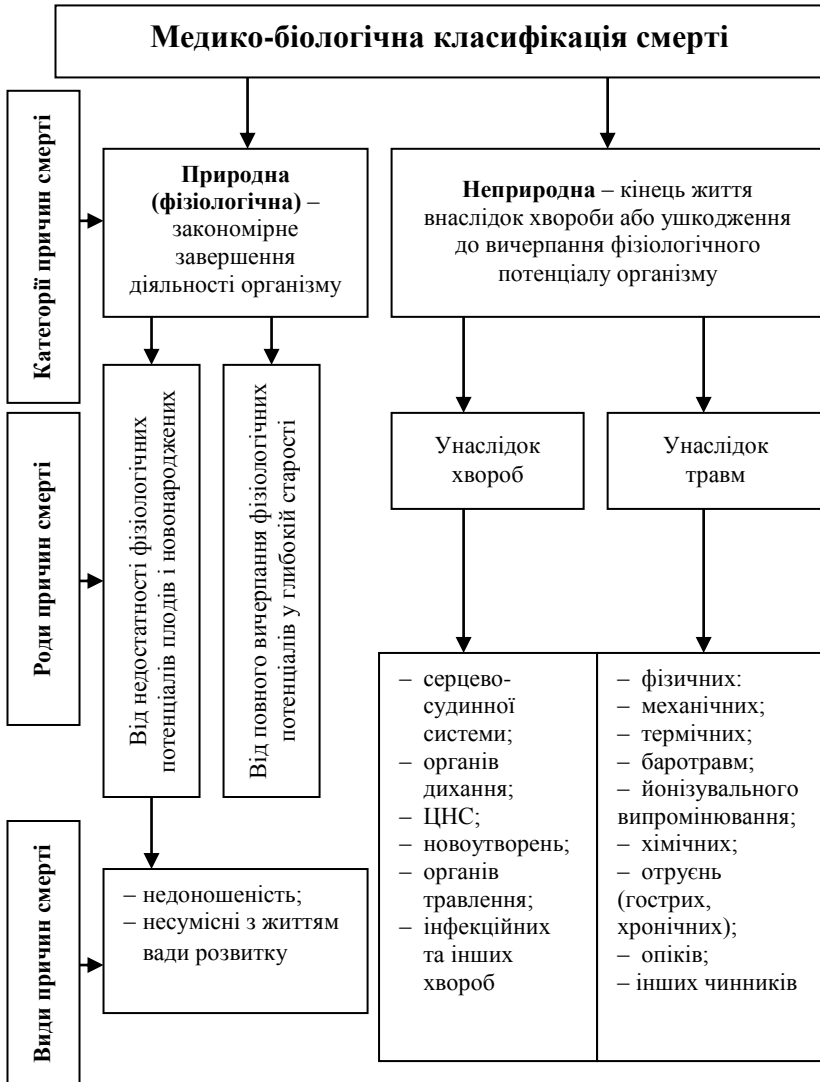 Медико-біологічна класифікація смерті
Категорії причин смерті
Природна
(фізіологічна) –
закономірне
завершення
діяльності організму
Неприродна – кінець життя
внаслідок хвороби або ушкодження
до вичерпання фізіологічного
потенціалу організму
Роди причин смерті
Від недостатності фізіологічних
потенціалів плодів і новонароджених
Від повного вичерпання фізіологічних
потенціалів у глибокій старості
Унаслідок
хвороб
Унаслідок
травм
Види причин смерті
– недоношеність;
– несумісні з життям
вади розвитку
– серцево-
судинної
системи;
– органів
дихання;
– ЦНС;
– новоутворень;
– органів
травлення;
– інфекційних
та інших
хвороб
– фізичних:
– механічних;
– термічних;
– баротравм;
– йонізувального
випромінювання;
– хімічних;
– отруєнь
(гострих,
хронічних);
– опіків;
– інших чинників